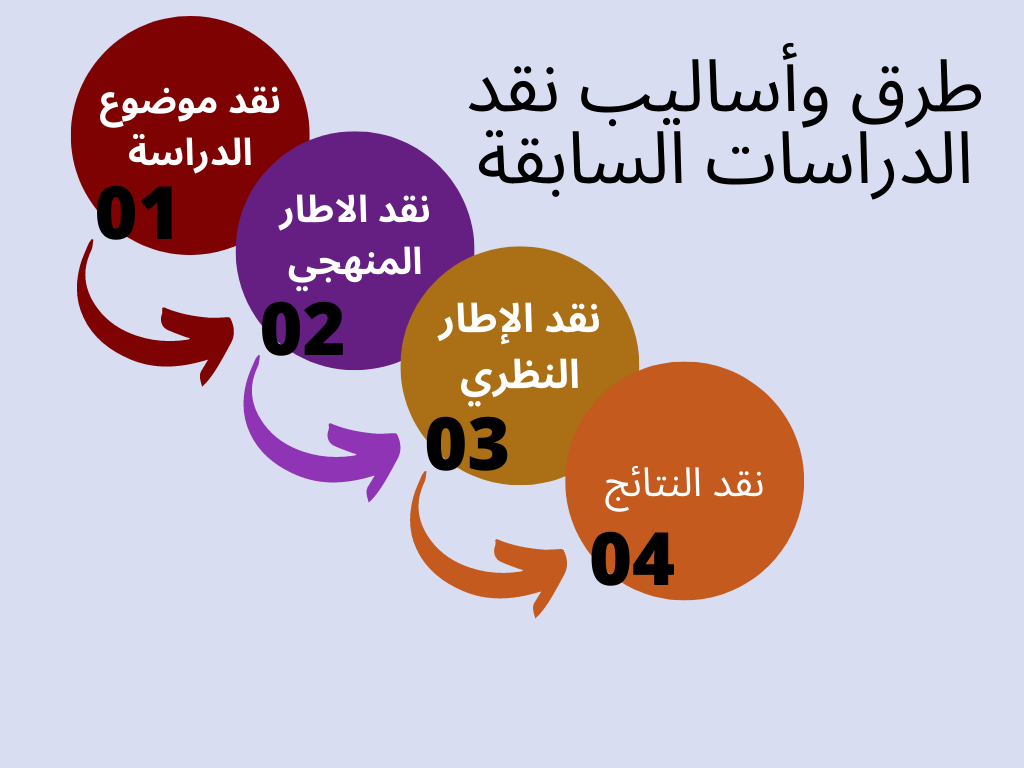 طرق وأساليب نقد
الدراسات السابقة
نقد موضوع
الدراسة
01
نقد الاطار
المنهجي
02
نقد الإطار
النظري
03
نقد النتائج
04